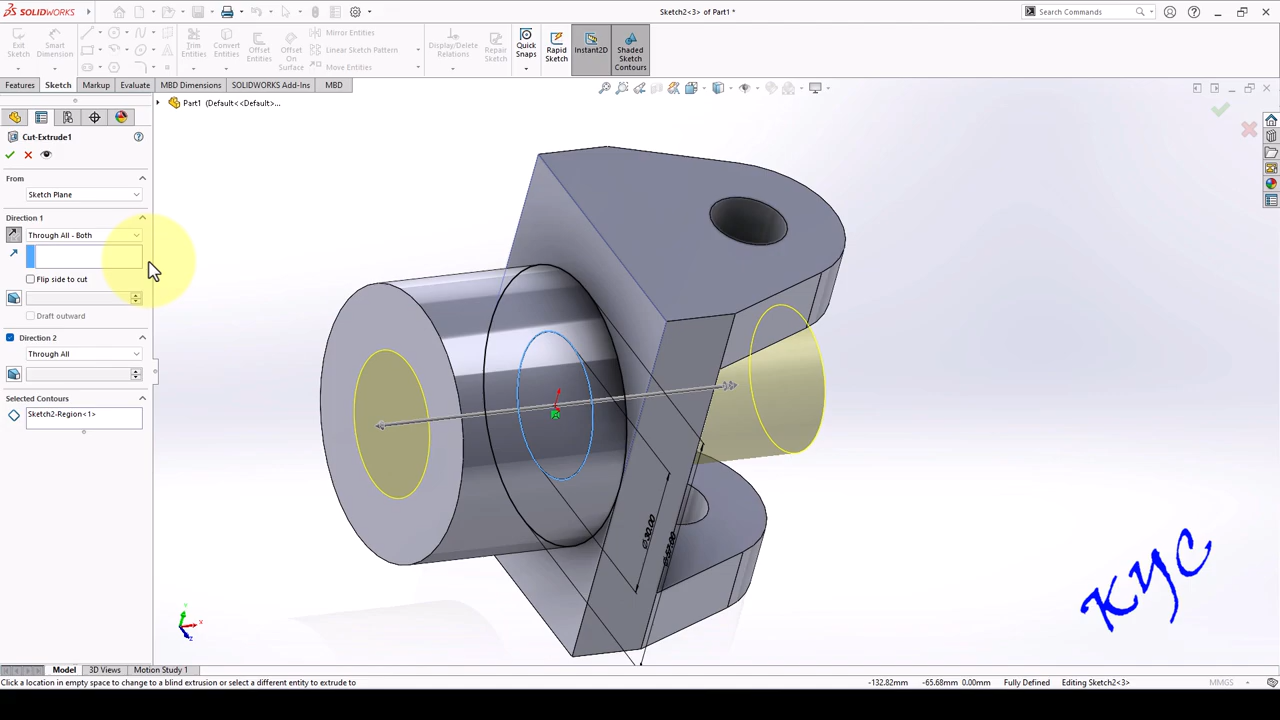 SOLIDWORKS
Sketch2<3> of Part1 *
Search Commands
Exit Sketch
Smart Dimension
Trim Entities
Convert Entities
Offset Entities
Offset On Surface
Mirror Entities
Linear Sketch Pattern
Move Entities
Display/Delete Relations
Repair Sketch
Quick Snaps
Rapid Sketch
Instant2D
Shaded Sketch Contours
Features
Sketch
Markup
Evaluate
MBD Dimensions
SOLIDWORKS Add-Ins
MBD
Part1 (Default<<Default>...
Cut-Extrude1
From
Sketch Plane
Direction 1
Through All - Both
Flip side to cut
Draft outward
Direction 2
Through All
Selected Contours
Sketch2-Region<1>
Ø30.00
KYC
Model
3D Views
Motion Study 1
Click a location in empty space to change to a blind extrusion or select a different entity to extrude to
-132.82mm
-65.68mm 0.00mm
Fully Defined
Editing Sketch2<3>
MMGS